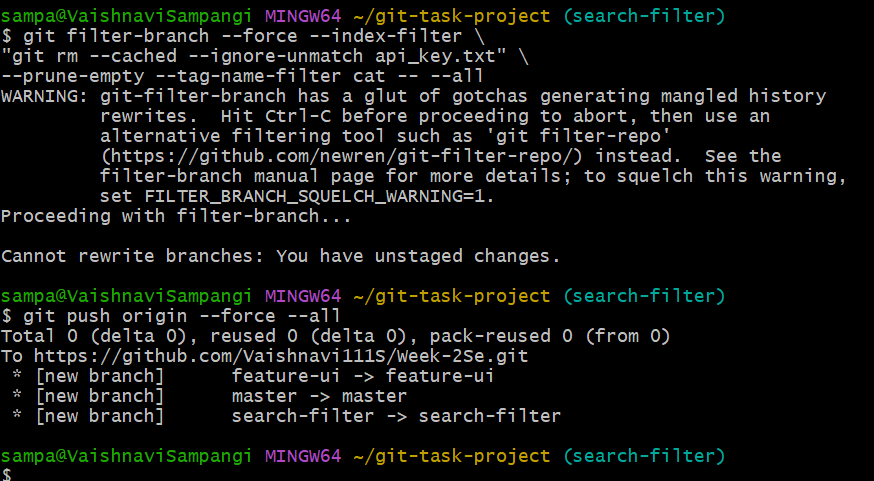 sampa@VaishnaviSampangi MINGW64 ~/git-task-project (search-filter)
$ git filter-branch --force --index-filter \
"git rm --cached --ignore-unmatch api_key.txt" \
--prune-empty --tag-name-filter cat -- --all
WARNING: git-filter-branch has a glut of gotchas generating mangled history
         rewrites.  Hit Ctrl-C before proceeding to abort, then use an
         alternative filtering tool such as 'git filter-repo'
         (https://github.com/newren/git-filter-repo/) instead.  See the
         filter-branch manual page for more details; to squelch this warning,
         set FILTER_BRANCH_SQUELCH_WARNING=1.
Proceeding with filter-branch...

Cannot rewrite branches: You have unstaged changes.

sampa@VaishnaviSampangi MINGW64 ~/git-task-project (search-filter)
$ git push origin --force --all
Total 0 (delta 0), reused 0 (delta 0), pack-reused 0 (from 0)
To https://github.com/Vaishnavi111S/Week-2Se.git
 * [new branch]      feature-ui -> feature-ui
 * [new branch]      master -> master
 * [new branch]      search-filter -> search-filter

sampa@VaishnaviSampangi MINGW64 ~/git-task-project (search-filter)
$